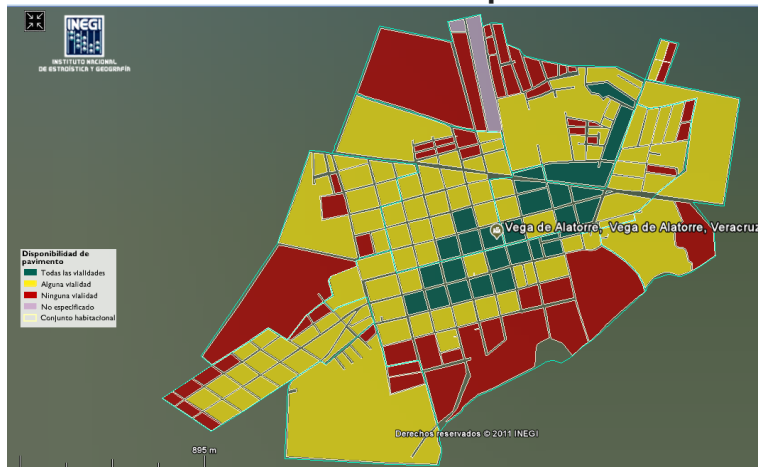 INEGI
INSTITUTO NACIONAL
DE ESTADÍSTICA Y GEOGRAFÍA
Vega de Alatorre, Vega de Alatorre, Veracruz
Disponibilidad de
pavimento
Todas las vialidades
Alguna vialidad
Ninguna vialidad
No especificado
Conjunto habitacional
Derechos reservados © 2011 INEGI
895 m